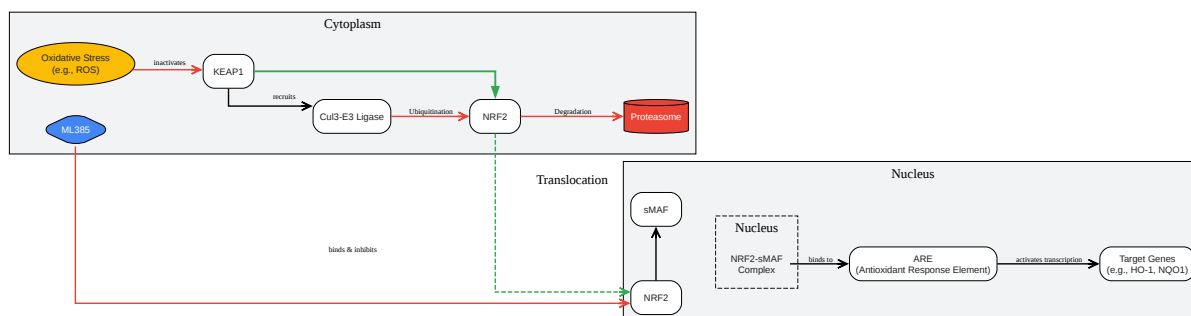 Cytoplasm
Oxidative Stress
(e.g., ROS)
inactivates
KEAP1
recruits
Cul3-E3 Ligase
Ubiquitination
NRF2
Degradation
Proteasome
ML385
Translocation
Nucleus
sMAF
Nucleus
NRF2-sMAF
Complex
binds to
ARE
(Antioxidant Response Element)
activates transcription
Target Genes
(e.g., HO-1, NQO1)
binds & inhibits
NRF2